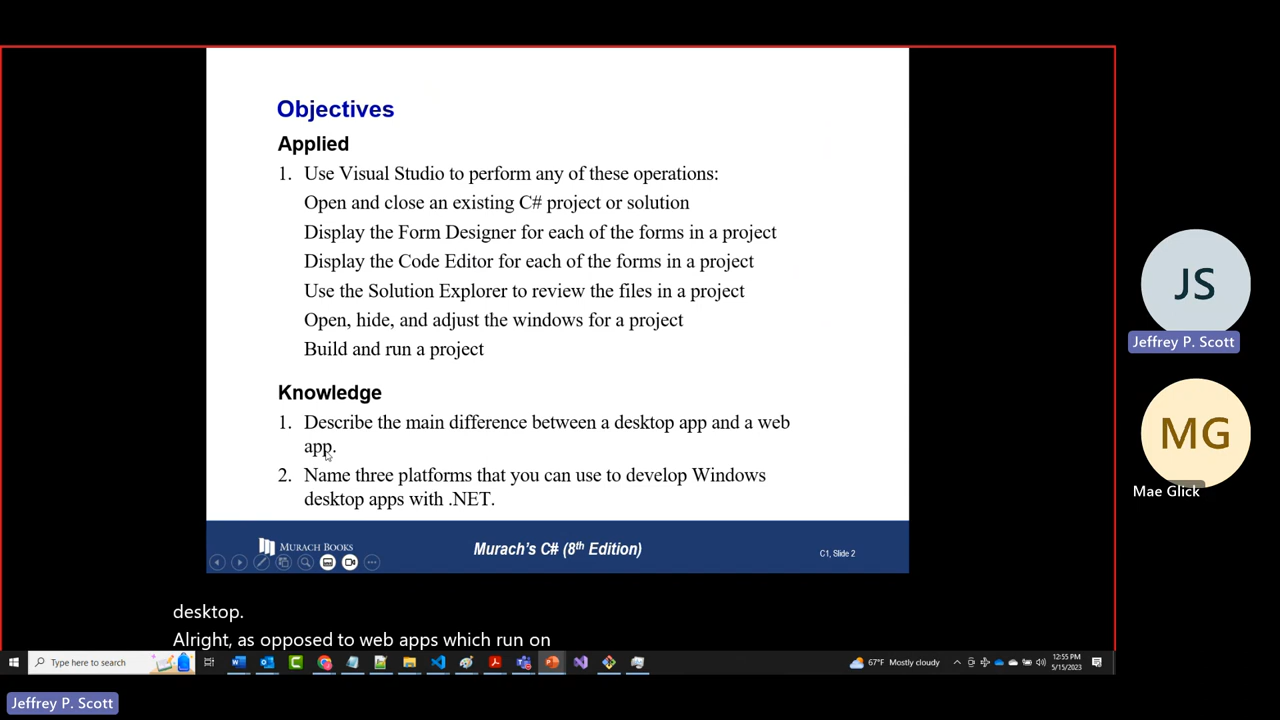 Objectives
Applied
1. Use Visual Studio to perform any of these operations:
Open and close an existing C# project or solution
Display the Form Designer for each of the forms in a project
Display the Code Editor for each of the forms in a project
Use the Solution Explorer to review the files in a project
Open, hide, and adjust the windows for a project
Build and run a project
Knowledge
1. Describe the main difference between a desktop app and a web
app.
2. Name three platforms that you can use to develop Windows
desktop apps with .NET.
MURACH BOOKS
Murach's C# (8th Edition)
C1, Slide 2
JS
Jeffrey P. Scott
MG
Mae Glick
desktop.
Alright, as opposed to web apps which run on
Type here to search
67°F Mostly cloudy
12:55 PM
5/15/2023
Jeffrey P. Scott